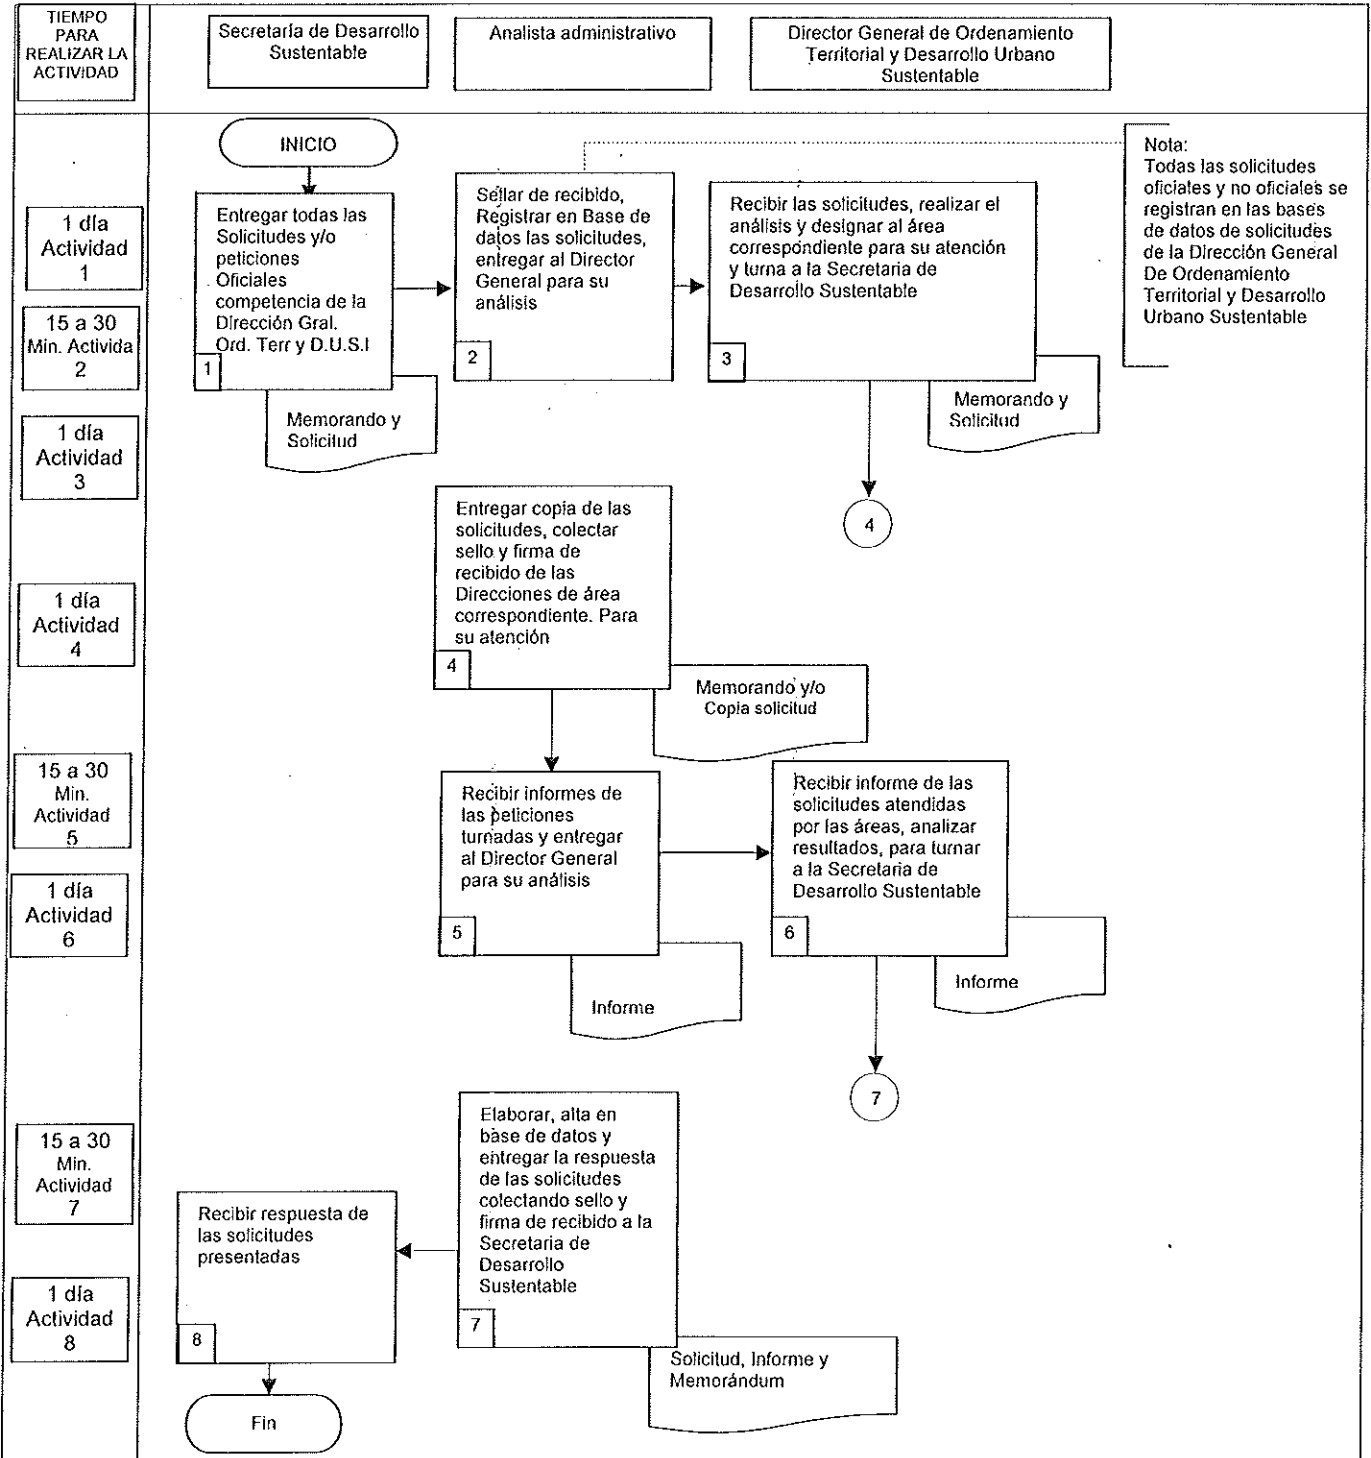 TIEMPO
PARA
REALIZAR LA
ACTIVIDAD
Secretaría de Desarrollo
Sustentable
Analista administrativo
Director General de Ordenamiento
Territorial y Desarrollo Urbano
Sustentable
INICIO
Nota:
Todas las solicitudes
oficiales y no oficiales se
registran en las bases
de datos de solicitudes
de la Dirección General
De Ordenamiento
Territorial y Desarrollo
Urbano Sustentable
1 día
Actividad
1
Entregar todas las
Solicitudes y/o
peticiones
Oficiales
competencia de la
Dirección Gral.
Ord. Terr y D.U.S.I
1
Memorando y
Solicitud
Sellar de recibido,
Registrar en Base de
datos las solicitudes,
entregar al Director
General para su
análisis
2
Recibir las solicitudes, realizar el
análisis y designar al área
correspondiente para su atención
y turna a la Secretaria de
Desarrollo Sustentable
3
Memorando y
Solicitud
15 a 30
Min. Activida
2
1 día
Actividad
3
4
Entregar copia de las
solicitudes, colectar
sello y firma de
recibido de las
Direcciones de área
correspondiente. Para
su atención
4
Memorando y/o
Copia solicitud
1 día
Actividad
4
15 a 30
Min.
Actividad
5
Recibir informes de
las peticiones
turnadas y entregar
al Director General
para su análisis
5
Informe
Recibir informe de las
solicitudes atendidas
por las áreas, analizar
resultados, para turnar
a la Secretaria de
Desarrollo Sustentable
6
Informe
1 día
Actividad
6
7
15 a 30
Min.
Actividad
7
Elaborar, alta en
base de datos y
entregar la respuesta
de las solicitudes
colectando sello y
firma de recibido a la
Secretaria de
Desarrollo
Sustentable
7
Solicitud, Informe y
Memorándum
Recibir respuesta de
las solicitudes
presentadas
8
1 día
Actividad
8
Fin